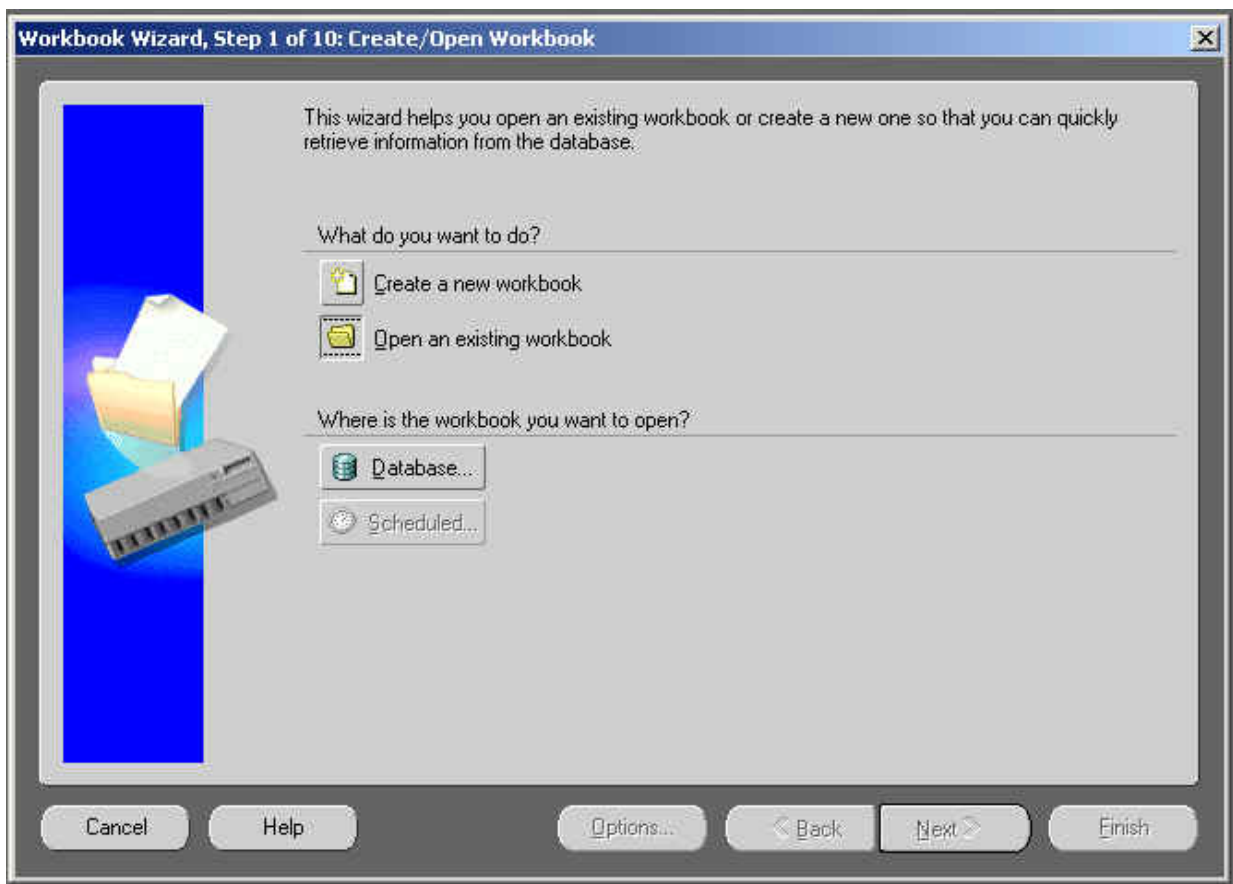 Workbook Wizard, Step 1 of 10: Create/Open Workbook
This wizard helps you open an existing workbook or create a new one so that you can quickly
retrieve information from the database.
What do you want to do?
Create a new workbook
Open an existing workbook
Where is the workbook you want to open?
Database...
Scheduled...
Cancel
Help
Options...
< Back
Next >
Finish